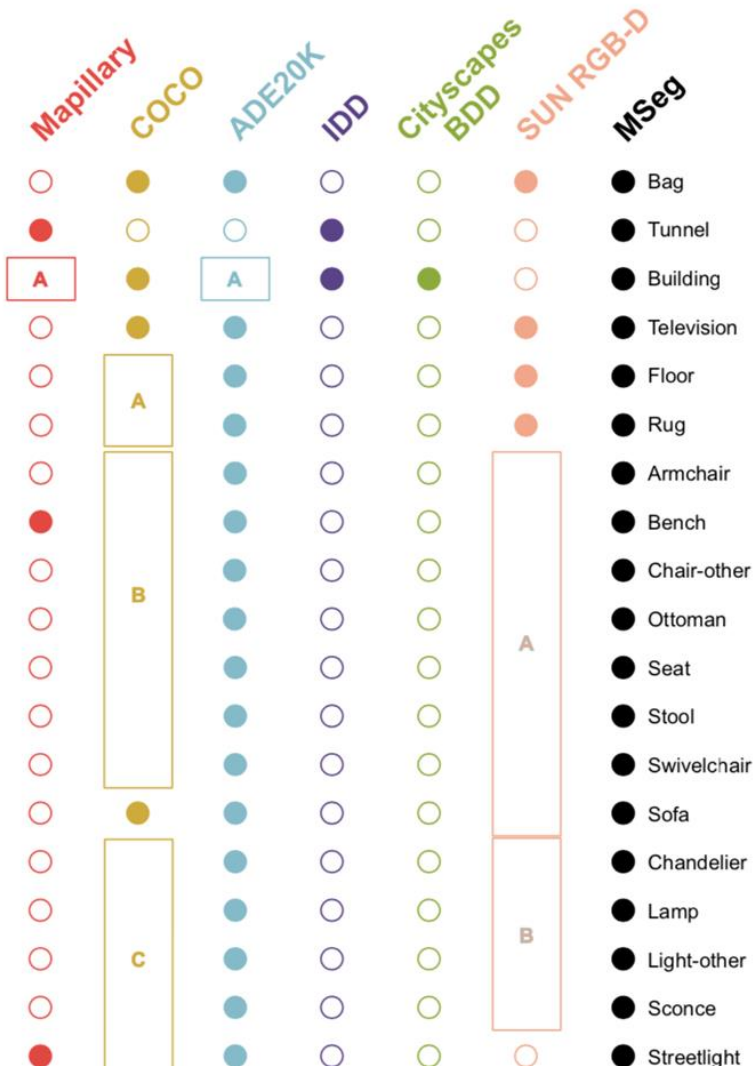 Mapillary
COCO
ADE20K
IDD
Cityscapes
BDD
SUN RGB-D
MSeg
Bag
Tunnel
A A Building
Television
Floor
A
Rug
Armchair
Bench
Chair-other
B
Ottoman
A
Seat
Stool
Swivelchair
Sofa
Chandelier
Lamp
B
C Light-other
Sconce
Streetlight